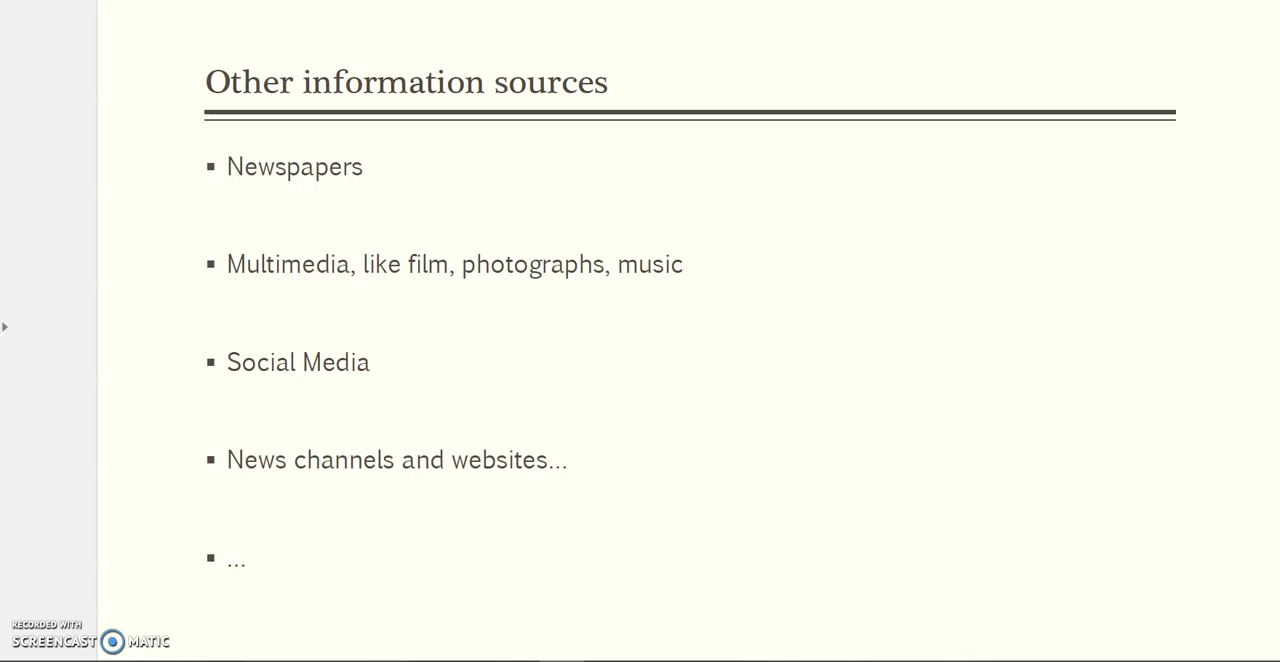 Other information sources
▪ Newspapers
▪ Multimedia, like film, photographs, music
▪ Social Media
▪ News channels and websites...
▪ ...
RECORDED WITH
SCREENCAST MATIC